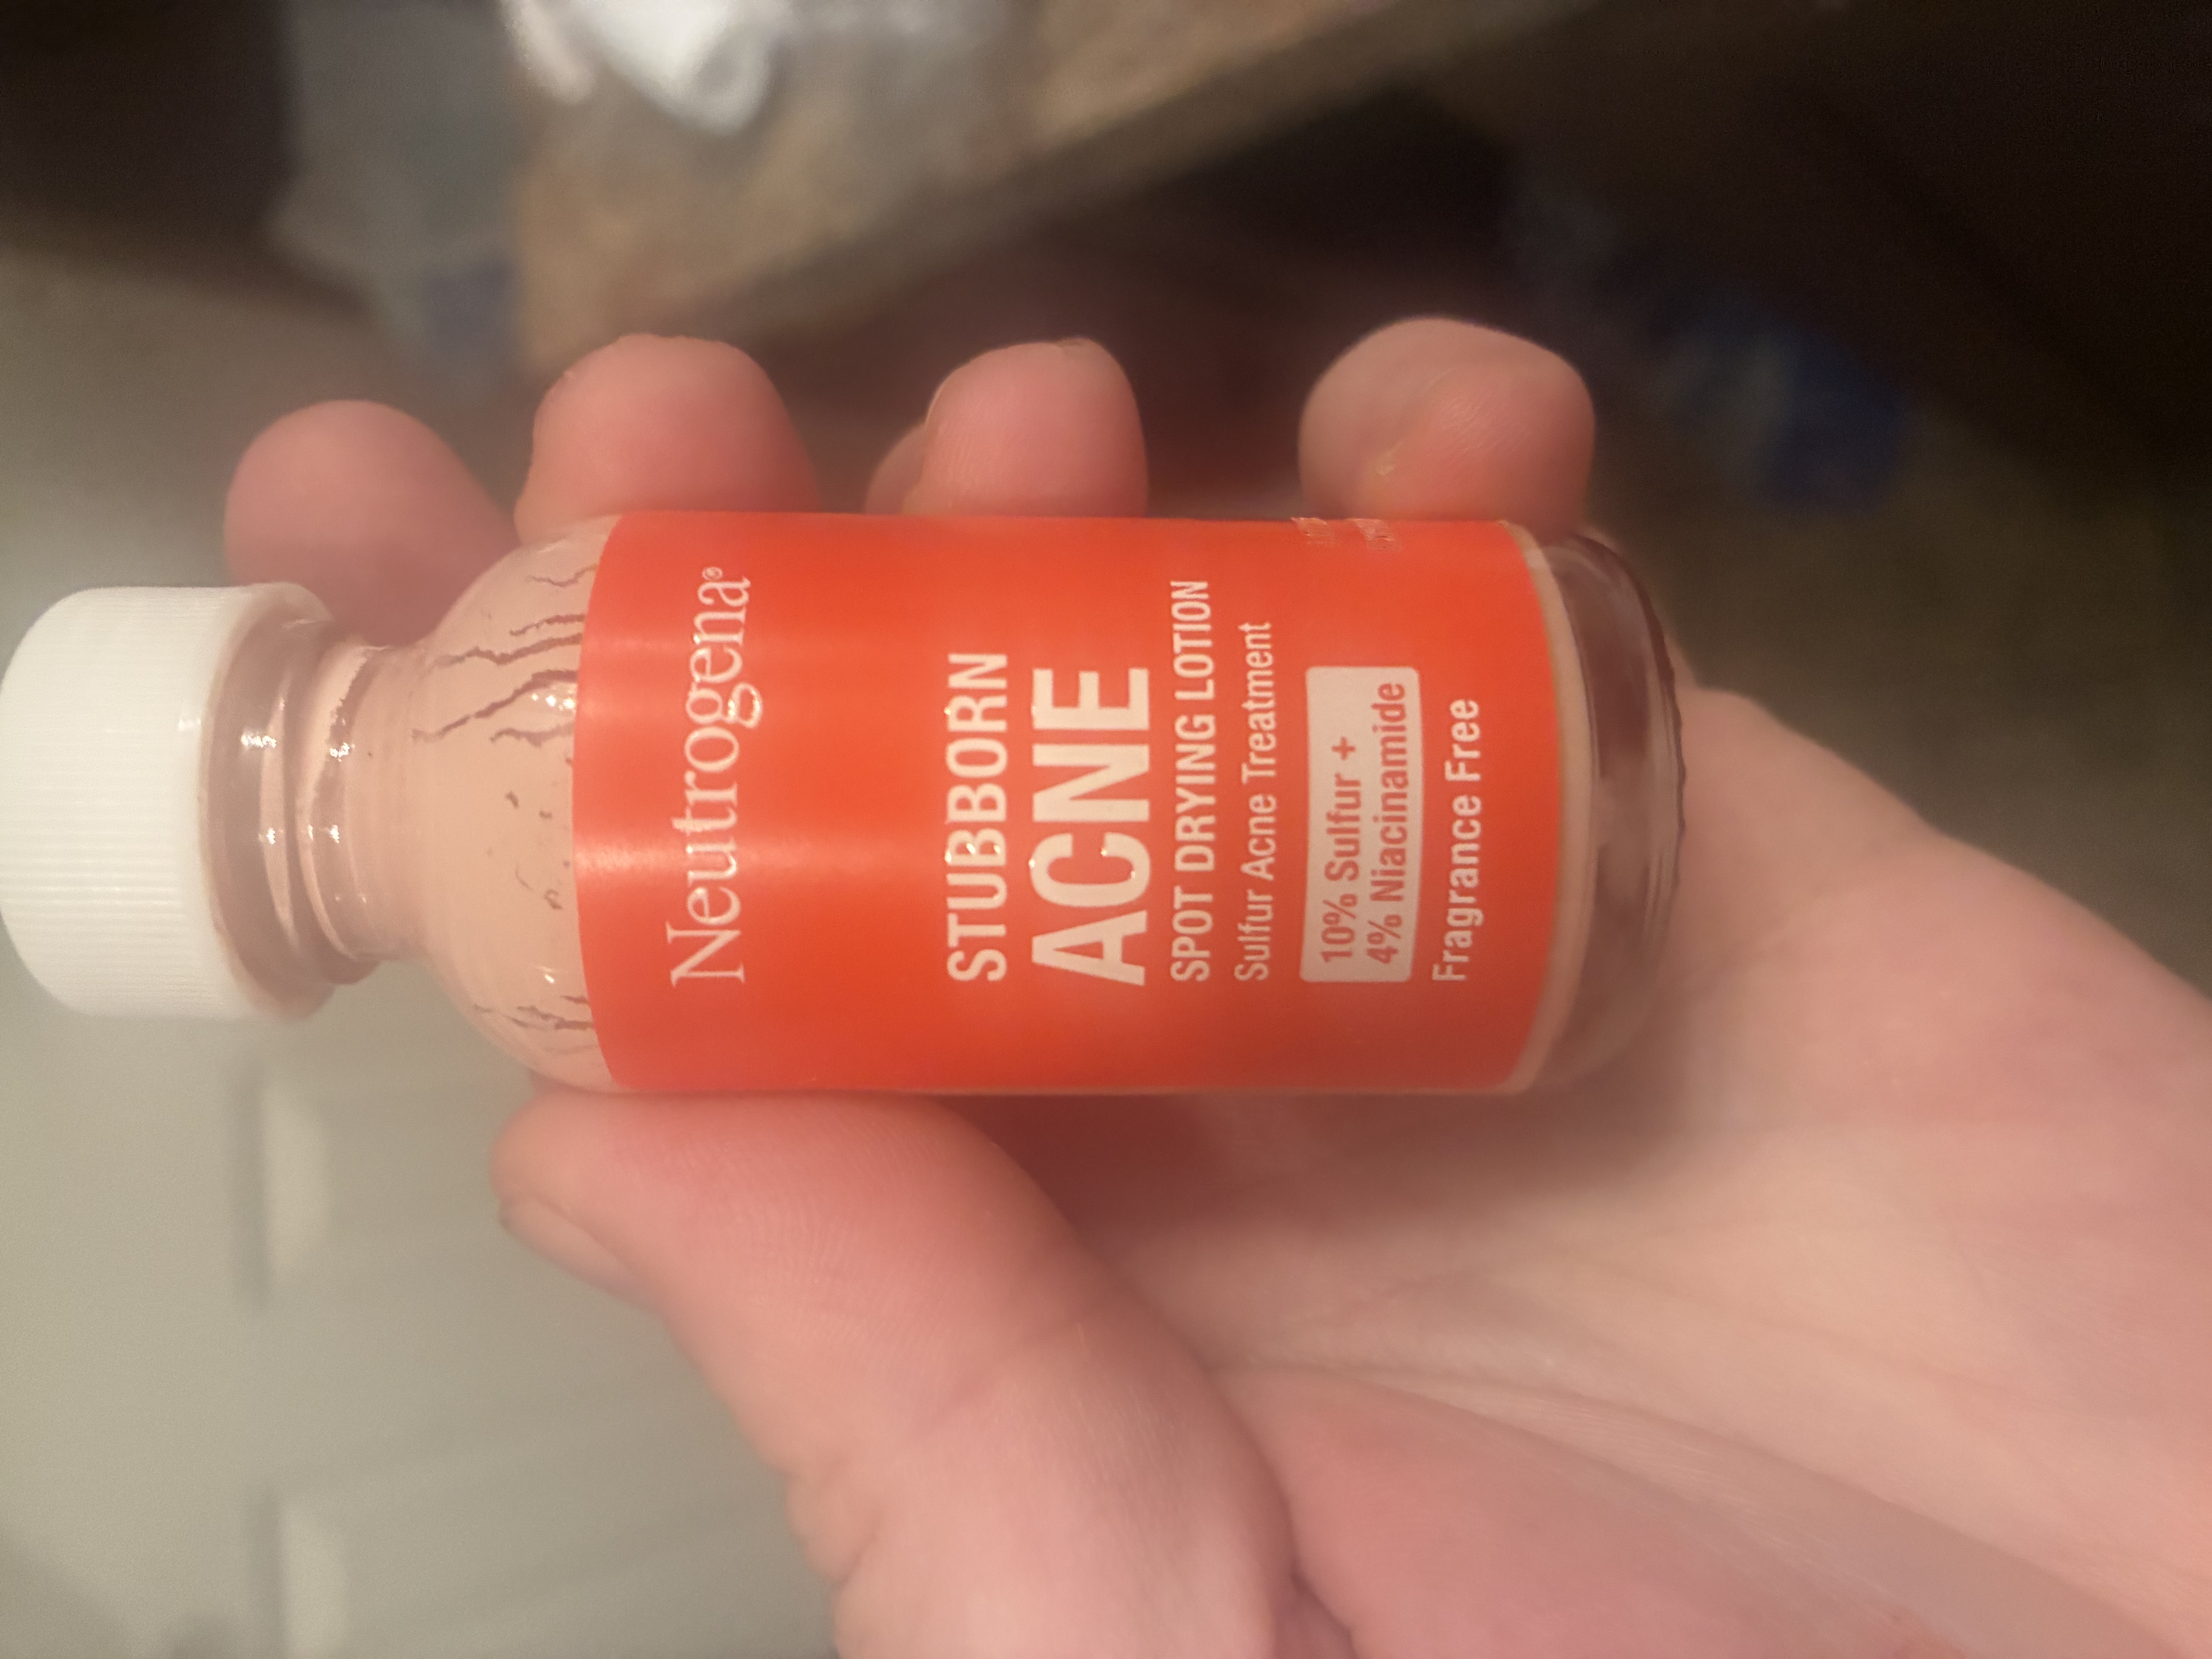 Neutrogena®
STUBBORN
ACNE
SPOT DRYING LOTION
Sulfur Acne Treatment
10% Sulfur +
4% Niacinamide
Fragrance Free